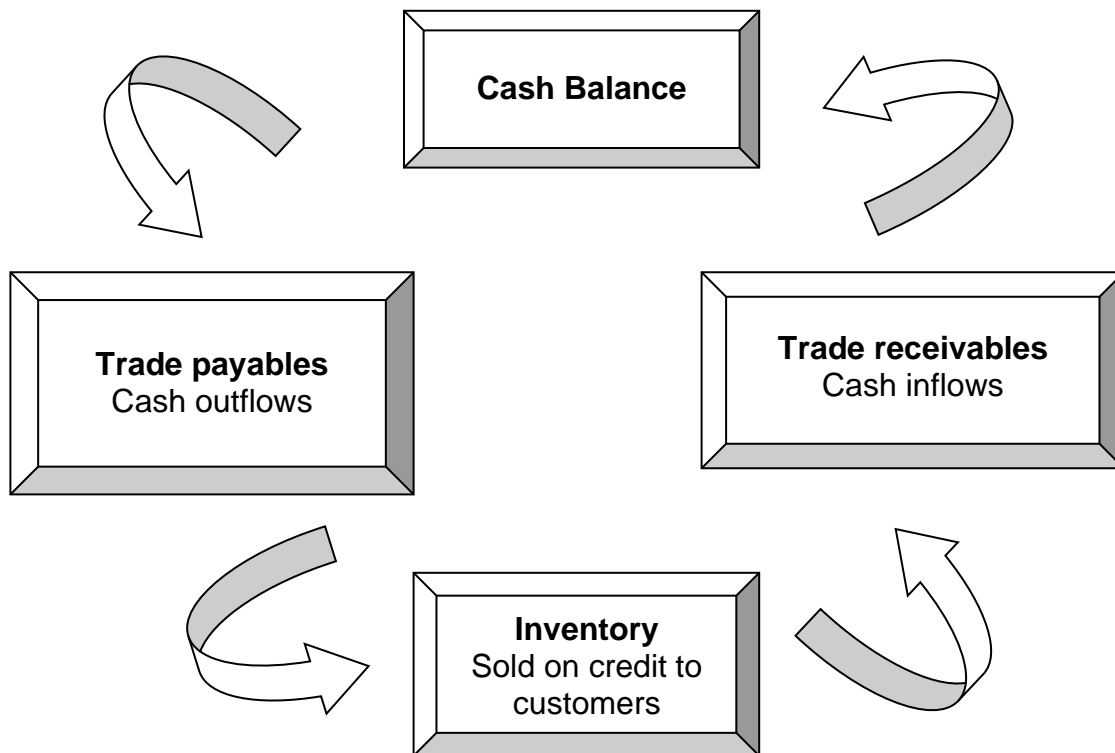 Cash Balance
Trade payables
Cash outflows
Trade receivables
Cash inflows
Inventory
Sold on credit to
customers